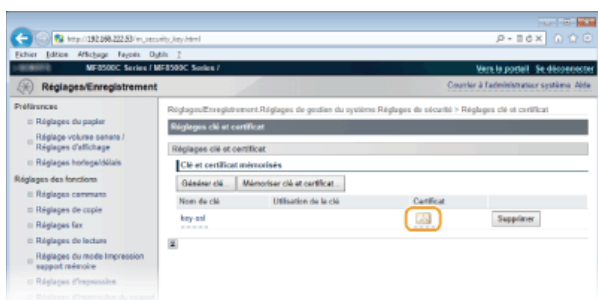 http://192.168.222.53/m_security_key.html
Fichier Edition Affichage Favoris Outils ?
MF8500C Series / MF8500C Series /
Vers le portail Se déconnecter
Réglages/Enregistrement
Courrier à l'administrateur système Aide
Préférences
Réglages du papier
Réglage volume sonore /
Réglages d'affichage
Réglages horloge/délais
Réglages des fonctions
Réglages communs
Réglages de copie
Réglages fax
Réglages de lecture
Réglages du mode Impression
support mémoire
Réglages d'impression
Réglages/Enregistrement:Réglages de gestion du système:Réglages de sécurité > Réglages clé et certificat
Réglages clé et certificat
Réglages clé et certificat
Clé et certificat mémorisés
Générer clé... Mémoriser clé et certificat...
Nom de clé Utilisation de la clé Certificat
key-ssl Supprimer